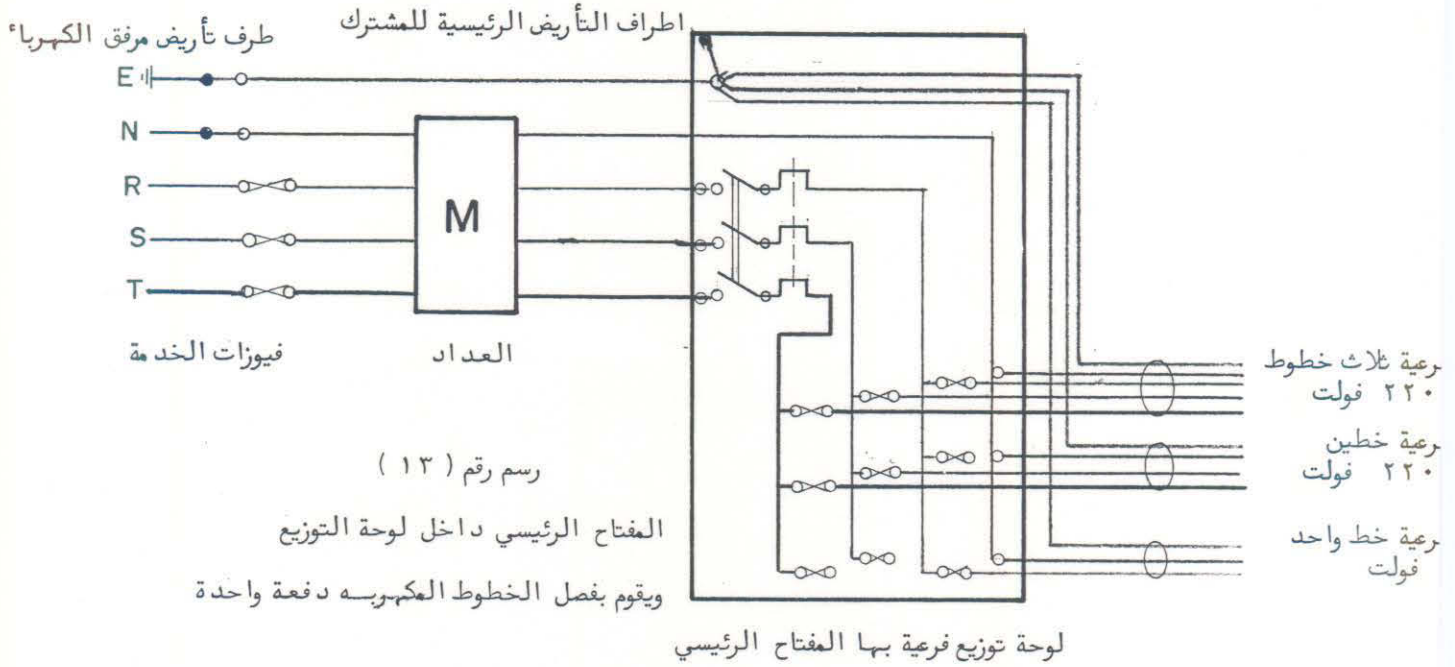 اطراف التأريض الرئيسية للمشترك
طرف تأريض مرفق الكهرباء
E
N
R
S
T
M
فيوزات الخدمة
العداد
رعية ثلاث خطوط
٢٢٠ فولت
رعية خطين
٢٢٠ فولت
رعية خط واحد
فولت
رسم رقم ( ١٣ )
المفتاح الرئيسي داخل لوحة التوزيع
ويقوم بفصل الخطوط المكهربه دفعة واحدة
لوحة توزيع فرعية بها المفتاح الرئيسي